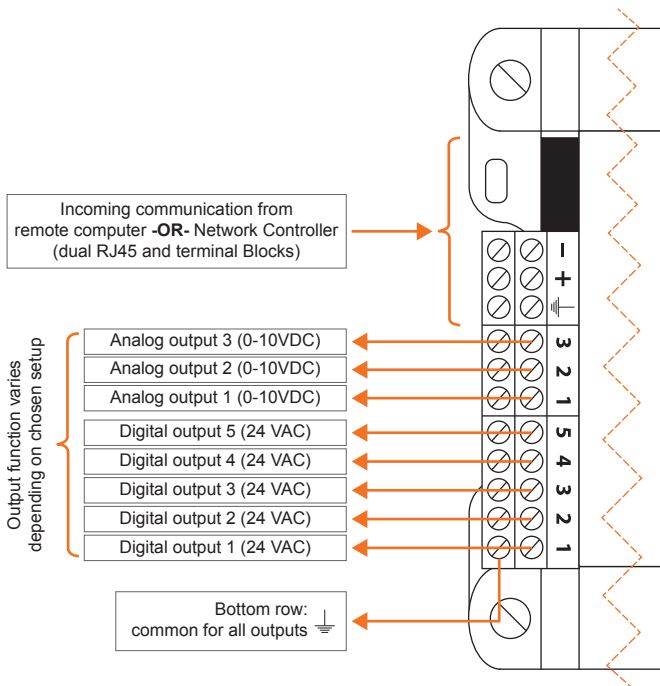 Incoming communication from
remote computer -OR- Network Controller
(dual RJ45 and terminal Blocks)
-
+
Output function varies
depending on chosen setup
Analog output 3 (0-10VDC)
3
Analog output 2 (0-10VDC)
2
Analog output 1 (0-10VDC)
1
Digital output 5 (24 VAC)
5
Digital output 4 (24 VAC)
4
Digital output 3 (24 VAC)
3
Digital output 2 (24 VAC)
2
Digital output 1 (24 VAC)
1
Bottom row:
common for all outputs